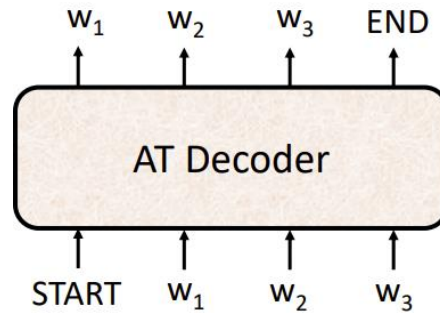 w₁ w₂ w₃ END
AT Decoder
START w₁ w₂ w₃